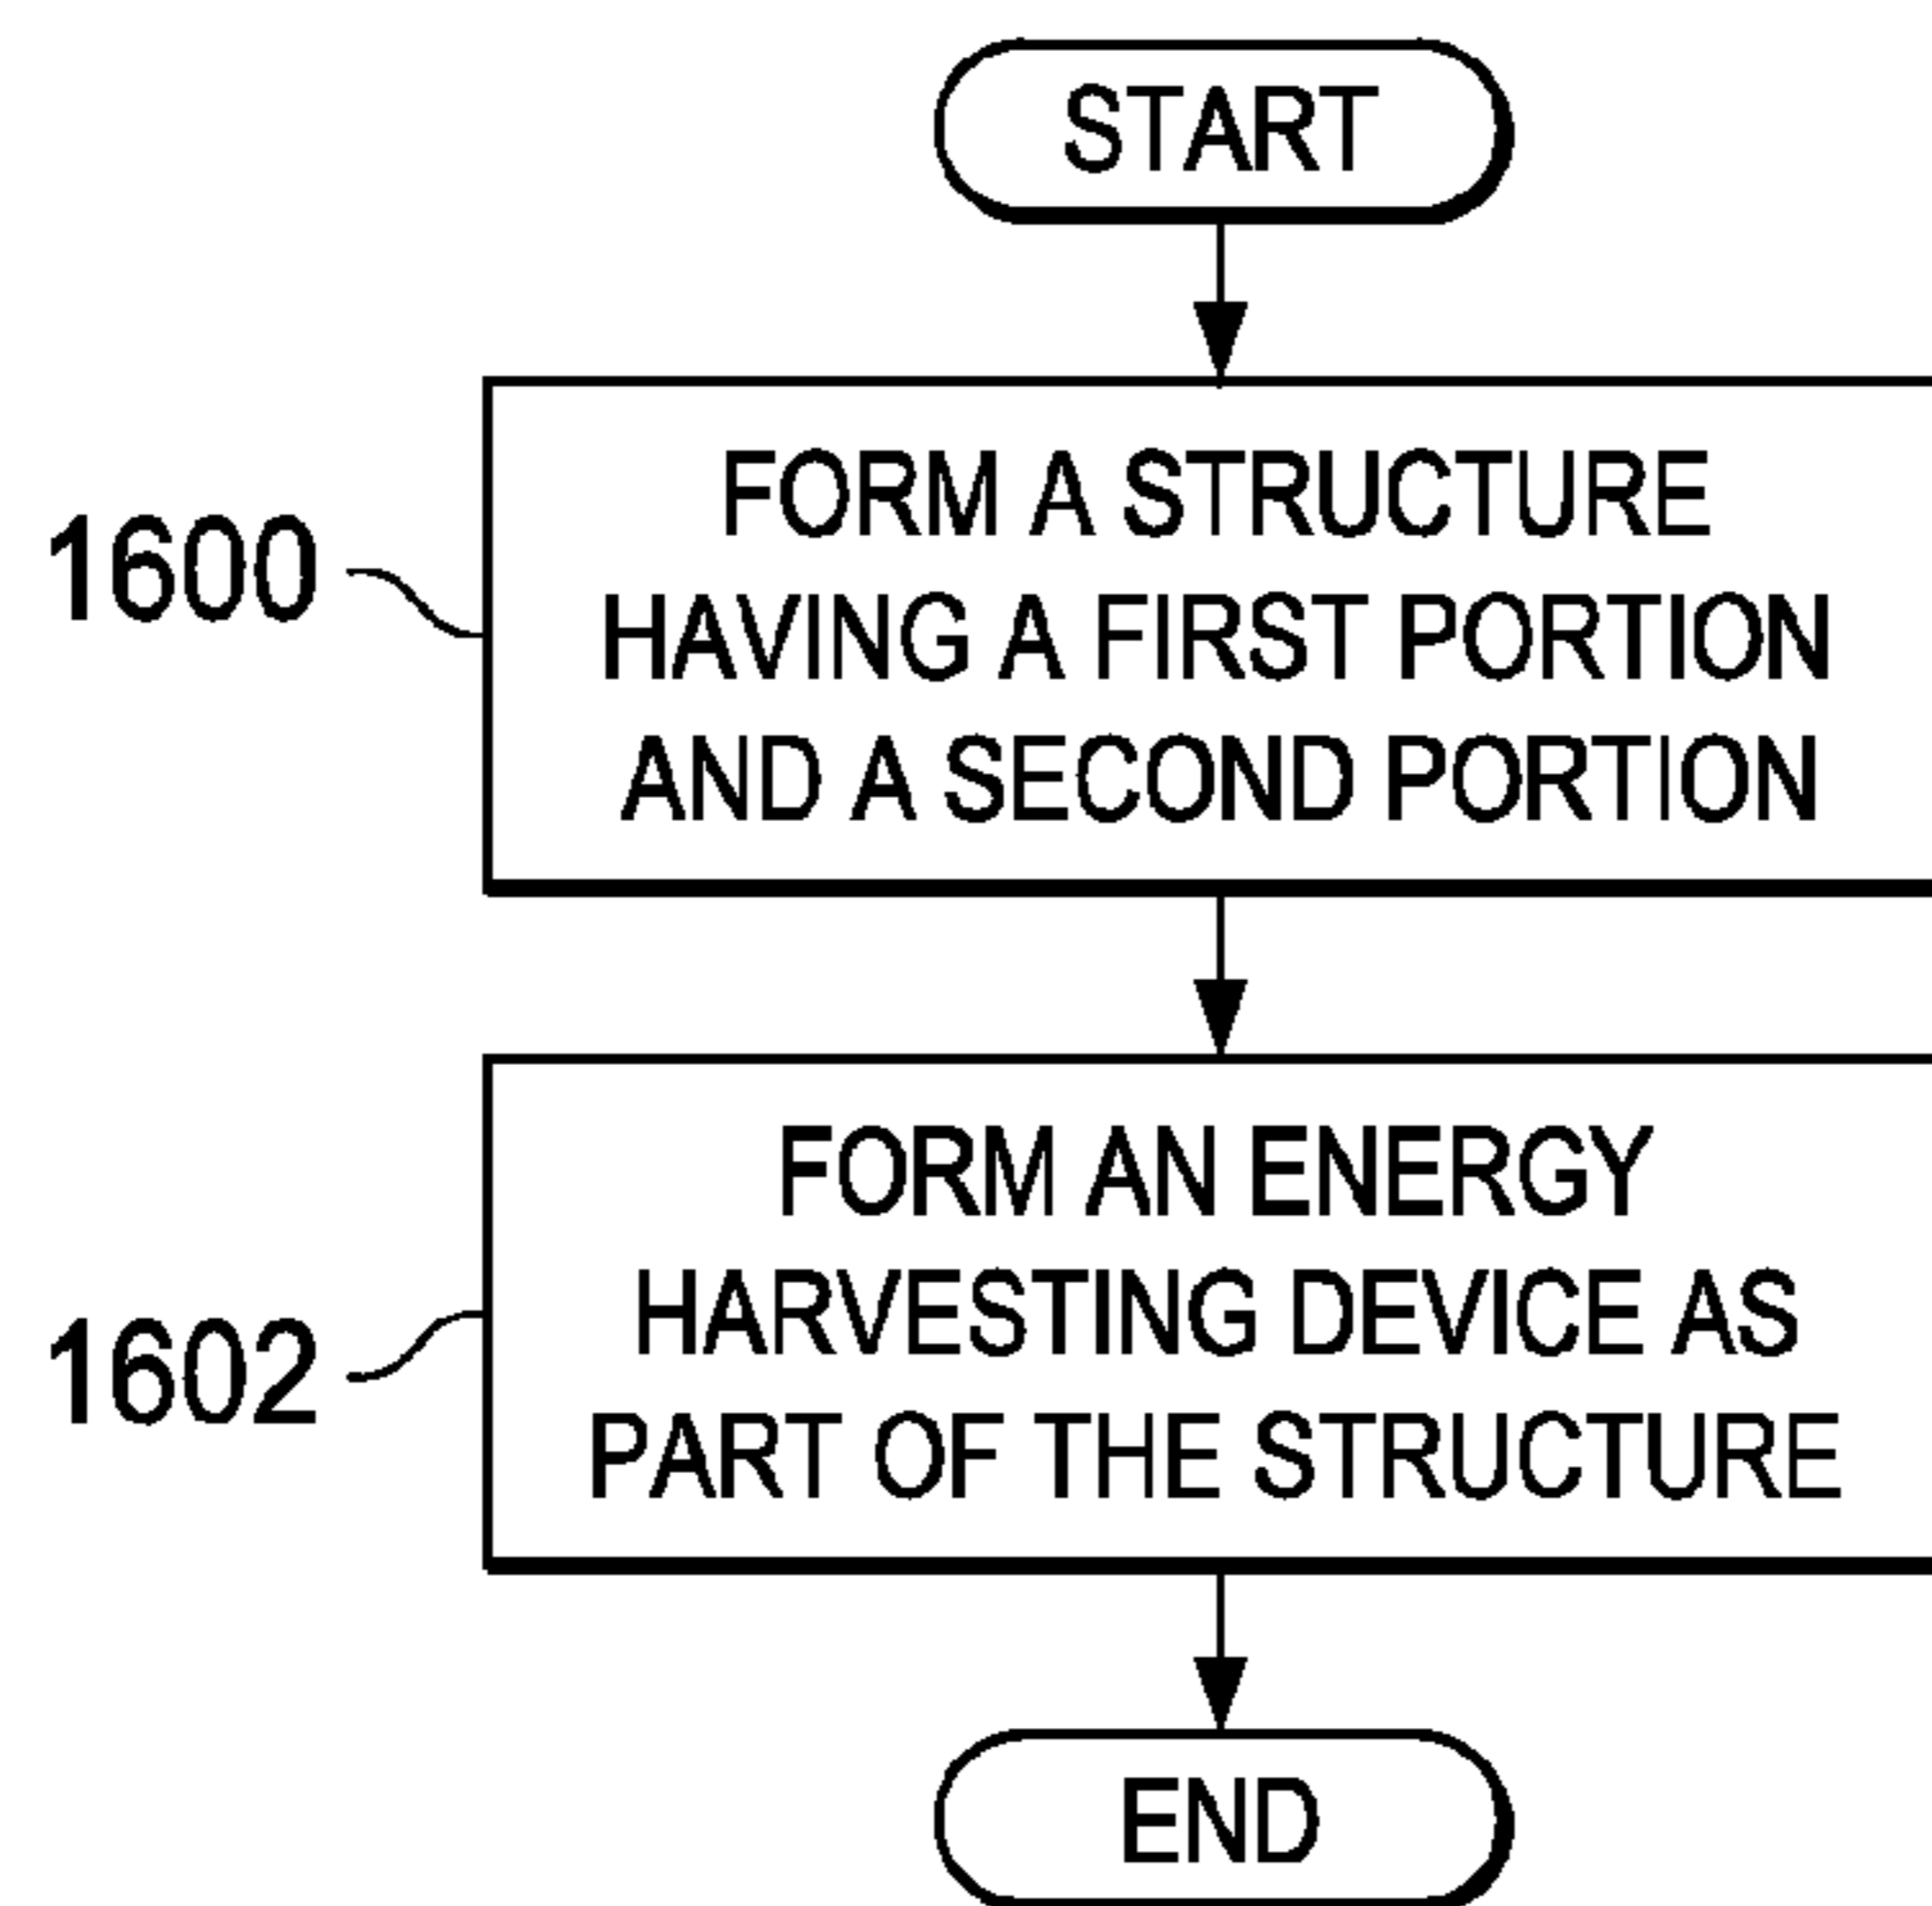 START
1600
FORM A STRUCTURE
HAVING A FIRST PORTION
AND A SECOND PORTION
1602
FORM AN ENERGY
HARVESTING DEVICE AS
PART OF THE STRUCTURE
END